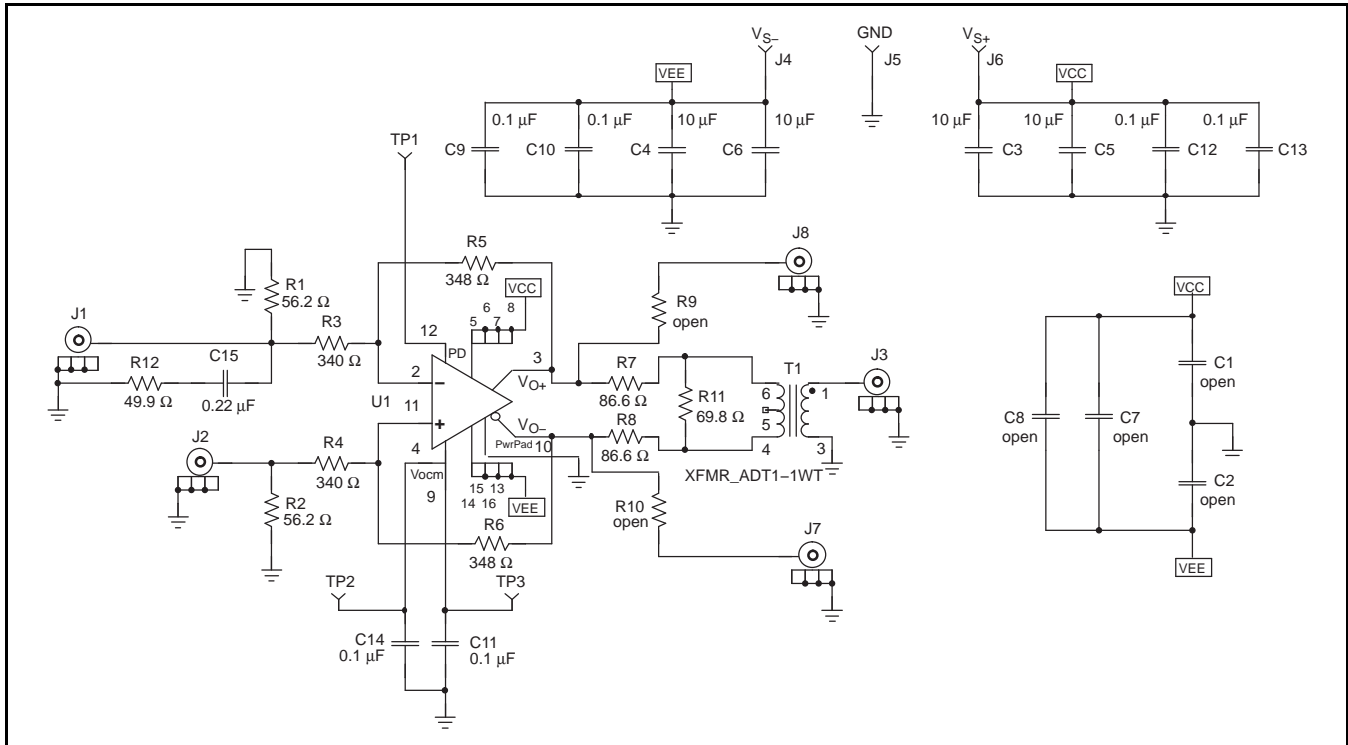 VS–
J4
GND
J5
VS+
J6
VEE
VCC
0.1 µF
0.1 µF
10 µF
10 µF
10 µF
10 µF
0.1 µF
0.1 µF
C9
C10
C4
C6
C3
C5
C12
C13
TP1
J8
R5
348 Ω
VCC
R1
56.2 Ω
6 8
5 7
R9
open
VCC
J1
R3
340 Ω
12
PD
3
VO+
R7
86.6 Ω
T1
J3
R12
49.9 Ω
C15
0.22 µF
2
–
U1
11
+
R11
69.8 Ω
6
5
4
1
3
C1
open
C8
open
C7
open
J2
R4
340 Ω
4
Vocm
9
VO–
PwrPad
10
R8
86.6 Ω
XFMR_ADT1–1WT
R2
56.2 Ω
15 13
14 16
VEE
R10
open
C2
open
R6
348 Ω
J7
VEE
TP2
TP3
C14
0.1 µF
C11
0.1 µF